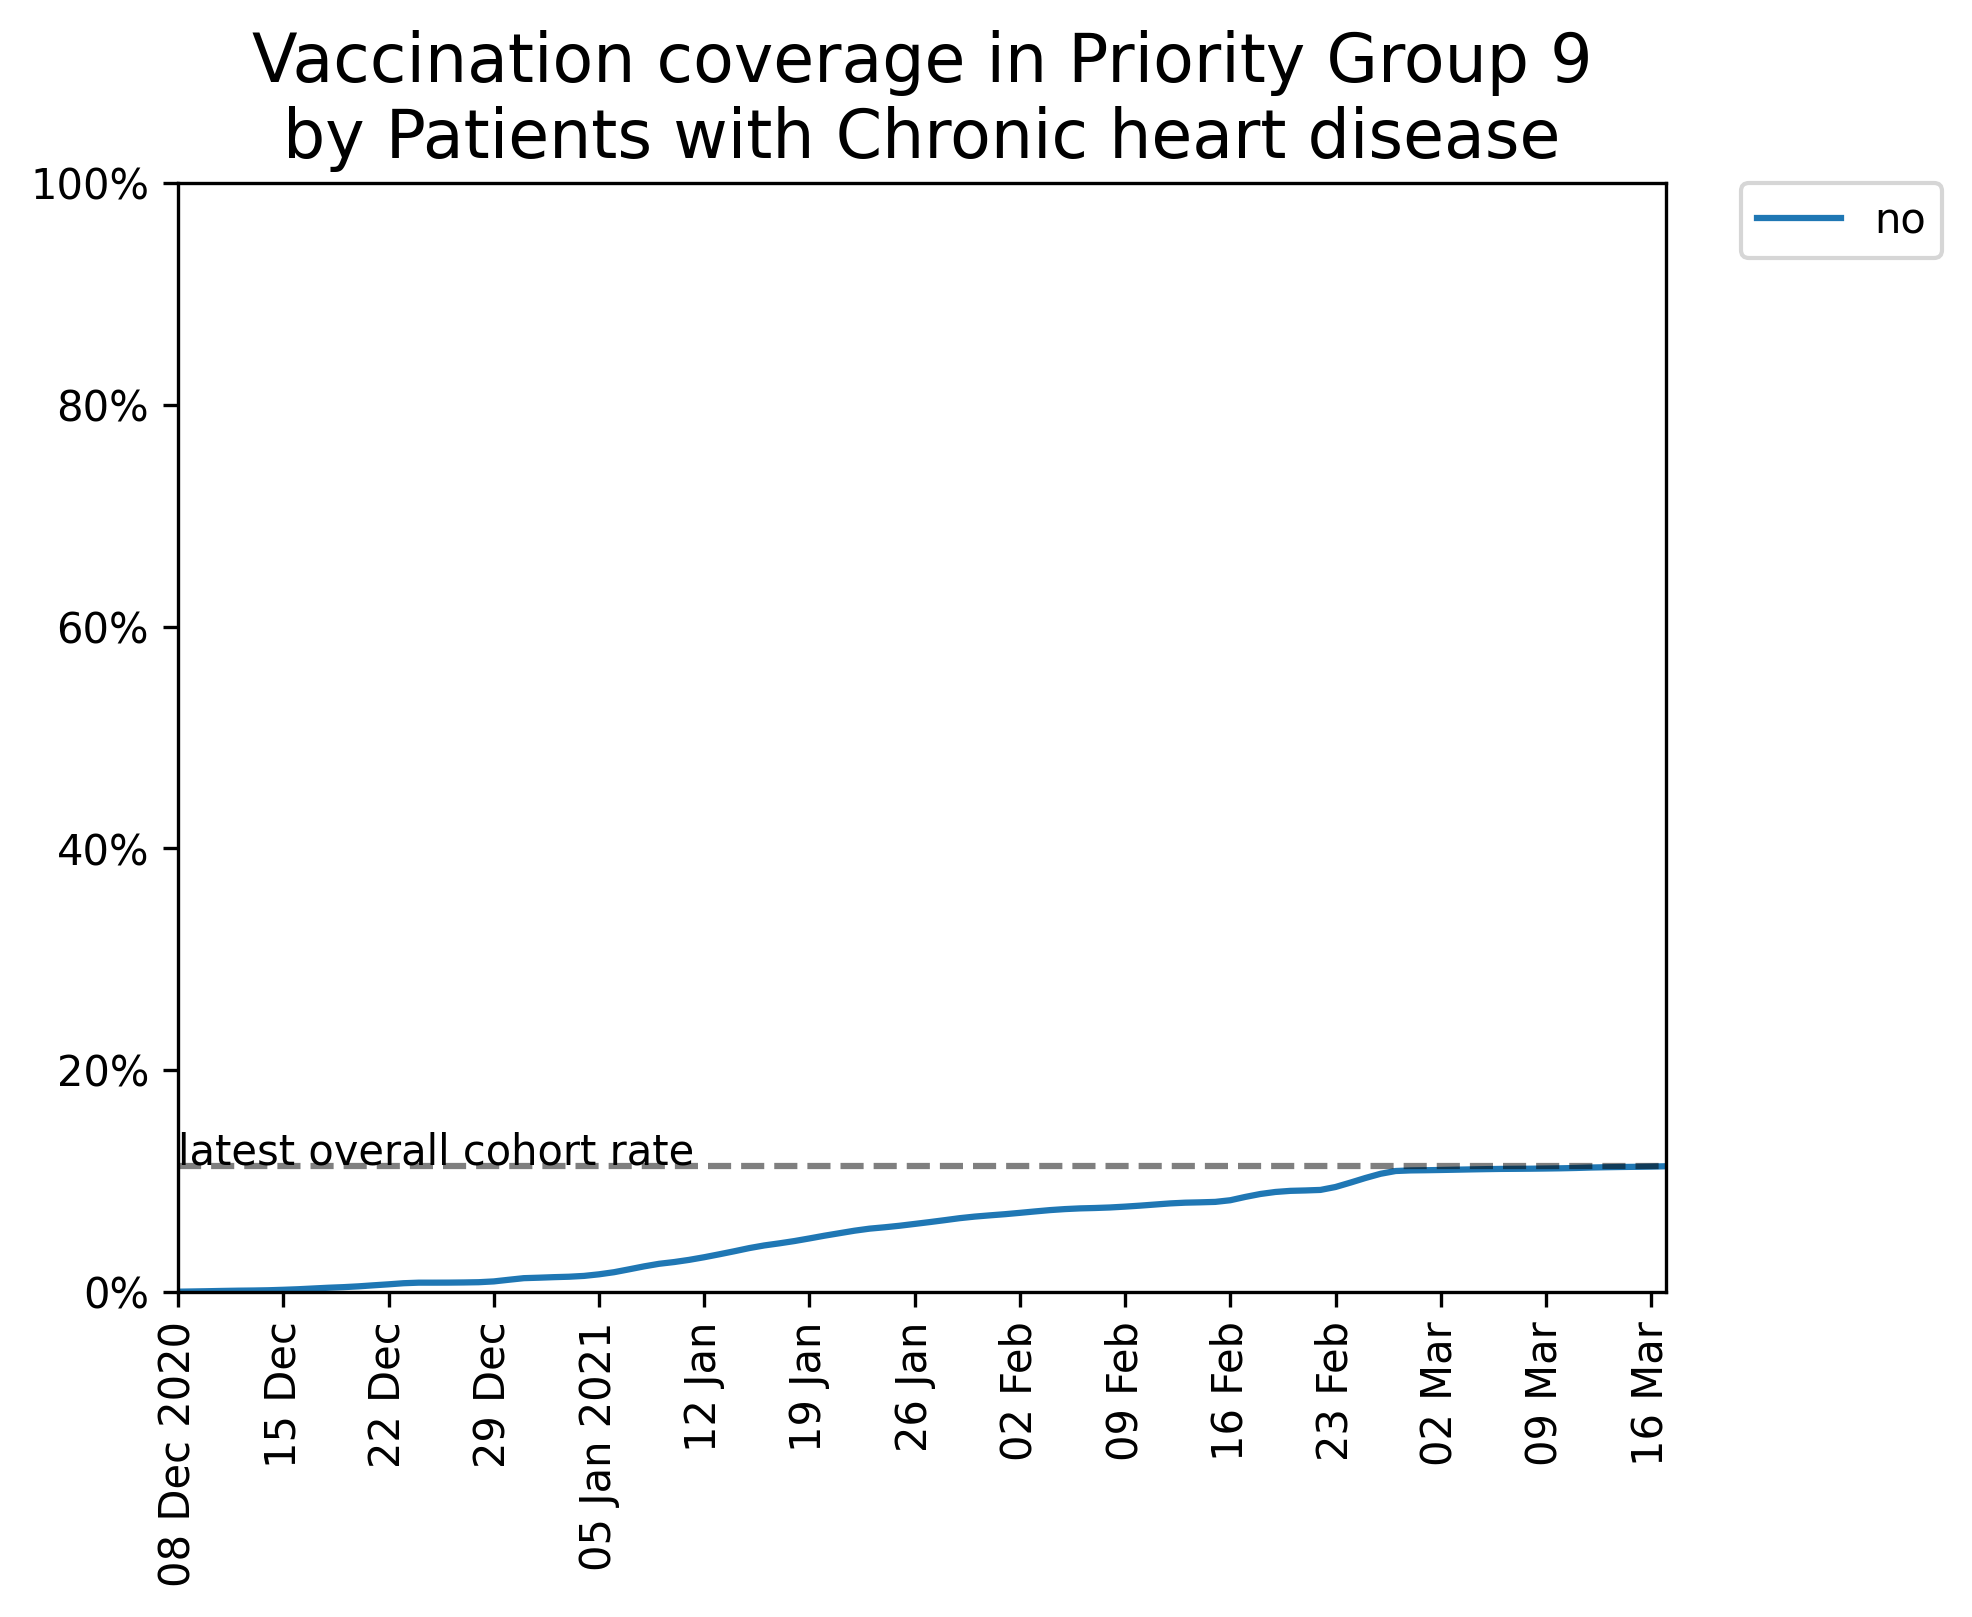 Vaccination coverage in Priority Group 9
by Patients with Chronic heart disease
100%
80%
60%
40%
20%
0%
latest overall cohort rate
no
08 Dec 2020
15 Dec
22 Dec
29 Dec
05 Jan 2021
12 Jan
19 Jan
26 Jan
02 Feb
09 Feb
16 Feb
23 Feb
02 Mar
09 Mar
16 Mar